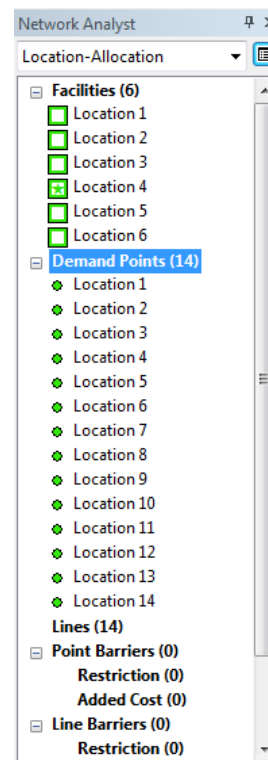 Network Analyst
Location-Allocation
Facilities (6)
Location 1
Location 2
Location 3
Location 4
Location 5
Location 6
Demand Points (14)
Location 1
Location 2
Location 3
Location 4
Location 5
Location 6
Location 7
Location 8
Location 9
Location 10
Location 11
Location 12
Location 13
Location 14
Lines (14)
Point Barriers (0)
Restriction (0)
Added Cost (0)
Line Barriers (0)
Restriction (0)